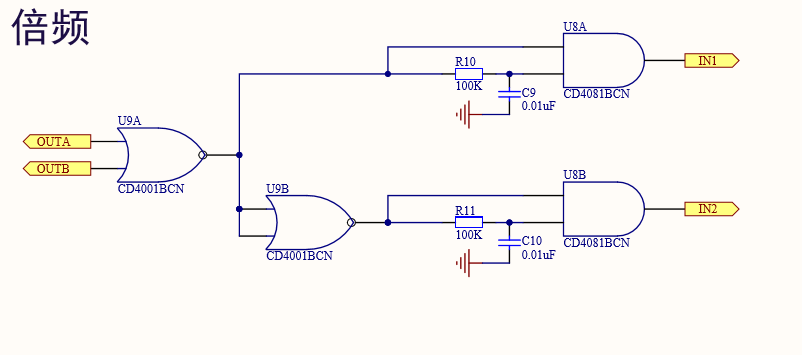 倍频
U8A
R10
100K
C9
0.01uF
CD4081BCN
IN1
U9A
OUTA
OUTB
CD4001BCN
U9B
CD4001BCN
R11
100K
C10
0.01uF
U8B
CD4081BCN
IN2